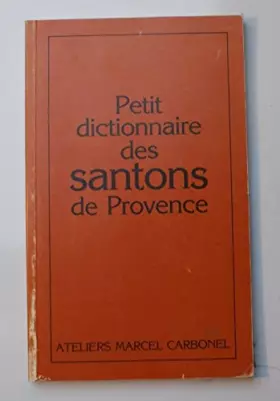 Petit
dictionnaire
des
santons
de Provence
ATELIERS MARCEL CARBONEL